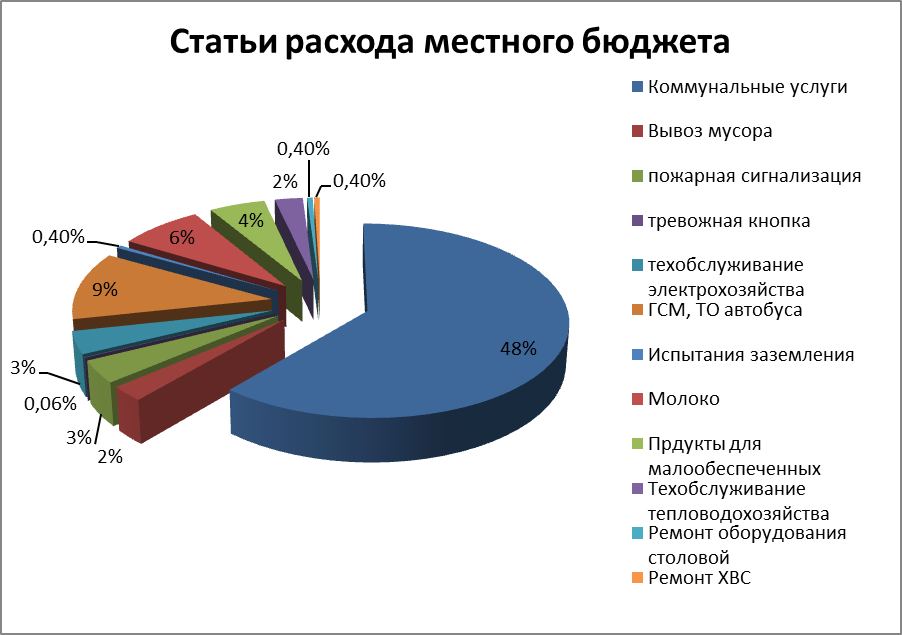 Статьи расхода местного бюджета
Коммунальные услуги
Вывоз мусора
пожарная сигнализация
тревожная кнопка
техобслуживание
электрохозяйства
ГСМ, ТО автобуса
Испытания заземления
Молоко
Прдукты для
малообеспеченных
Техобслуживание
тепловодохозяйства
Ремонт оборудования
столовой
Ремонт ХВС
0,40%
2%
0,40%
4%
6%
0,40%
9%
48%
3%
0,06%
3%
2%